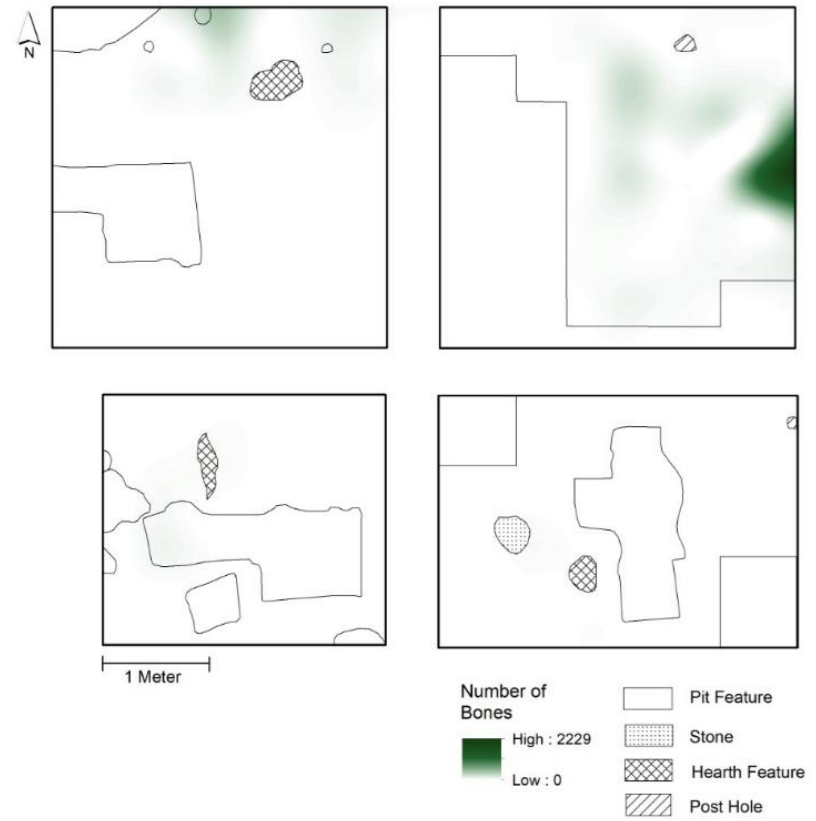 N
1 Meter
Number of
Bones
High : 2229
Low : 0
Pit Feature
Stone
Hearth Feature
Post Hole